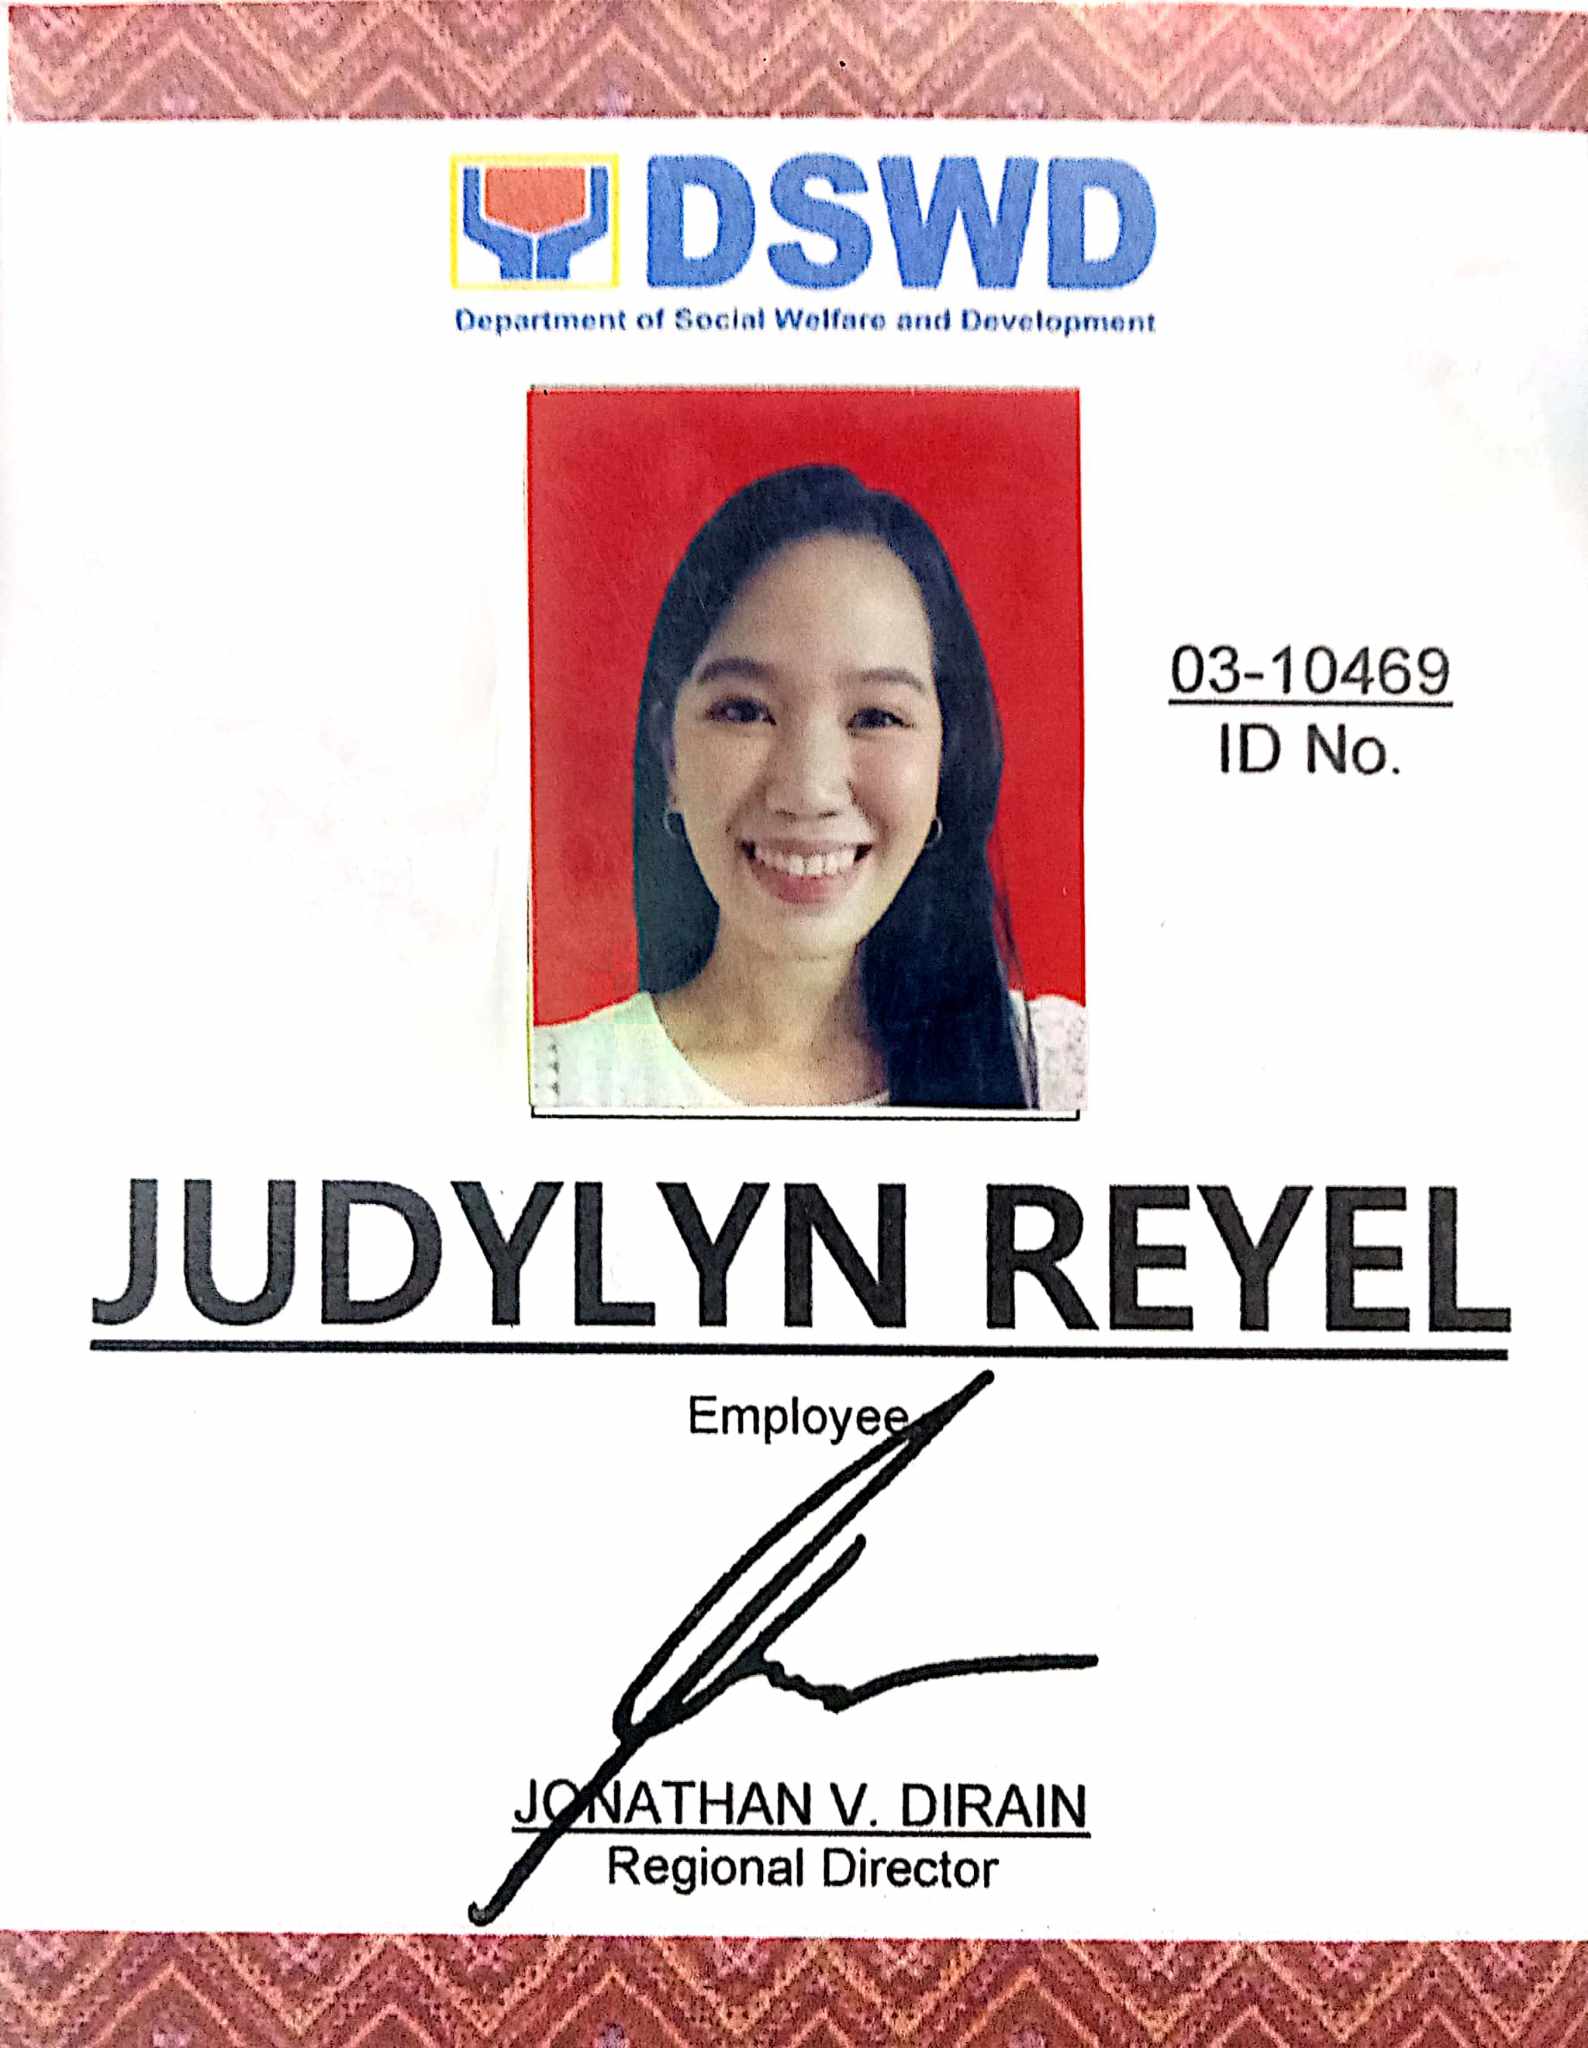 DSWD
Department of Social Welfare and Development
03-10469
ID No.
JUDYLYN REYEL
Employee
JONATHAN V. DIRAIN
Regional Director